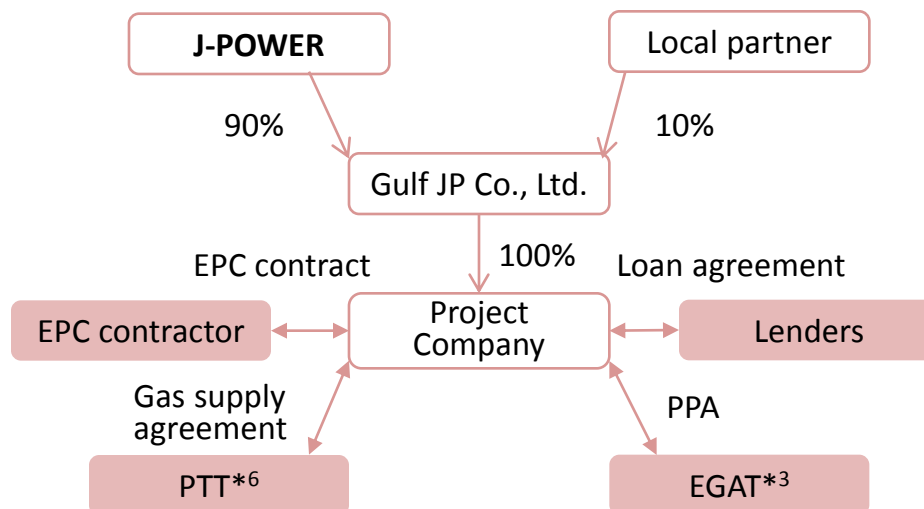 J-POWER
Local partner
90%
10%
Gulf JP Co., Ltd.
100%
EPC contract
Loan agreement
EPC contractor
Project
Company
Lenders
Gas supply
agreement
PPA
PTT*6
EGAT*3